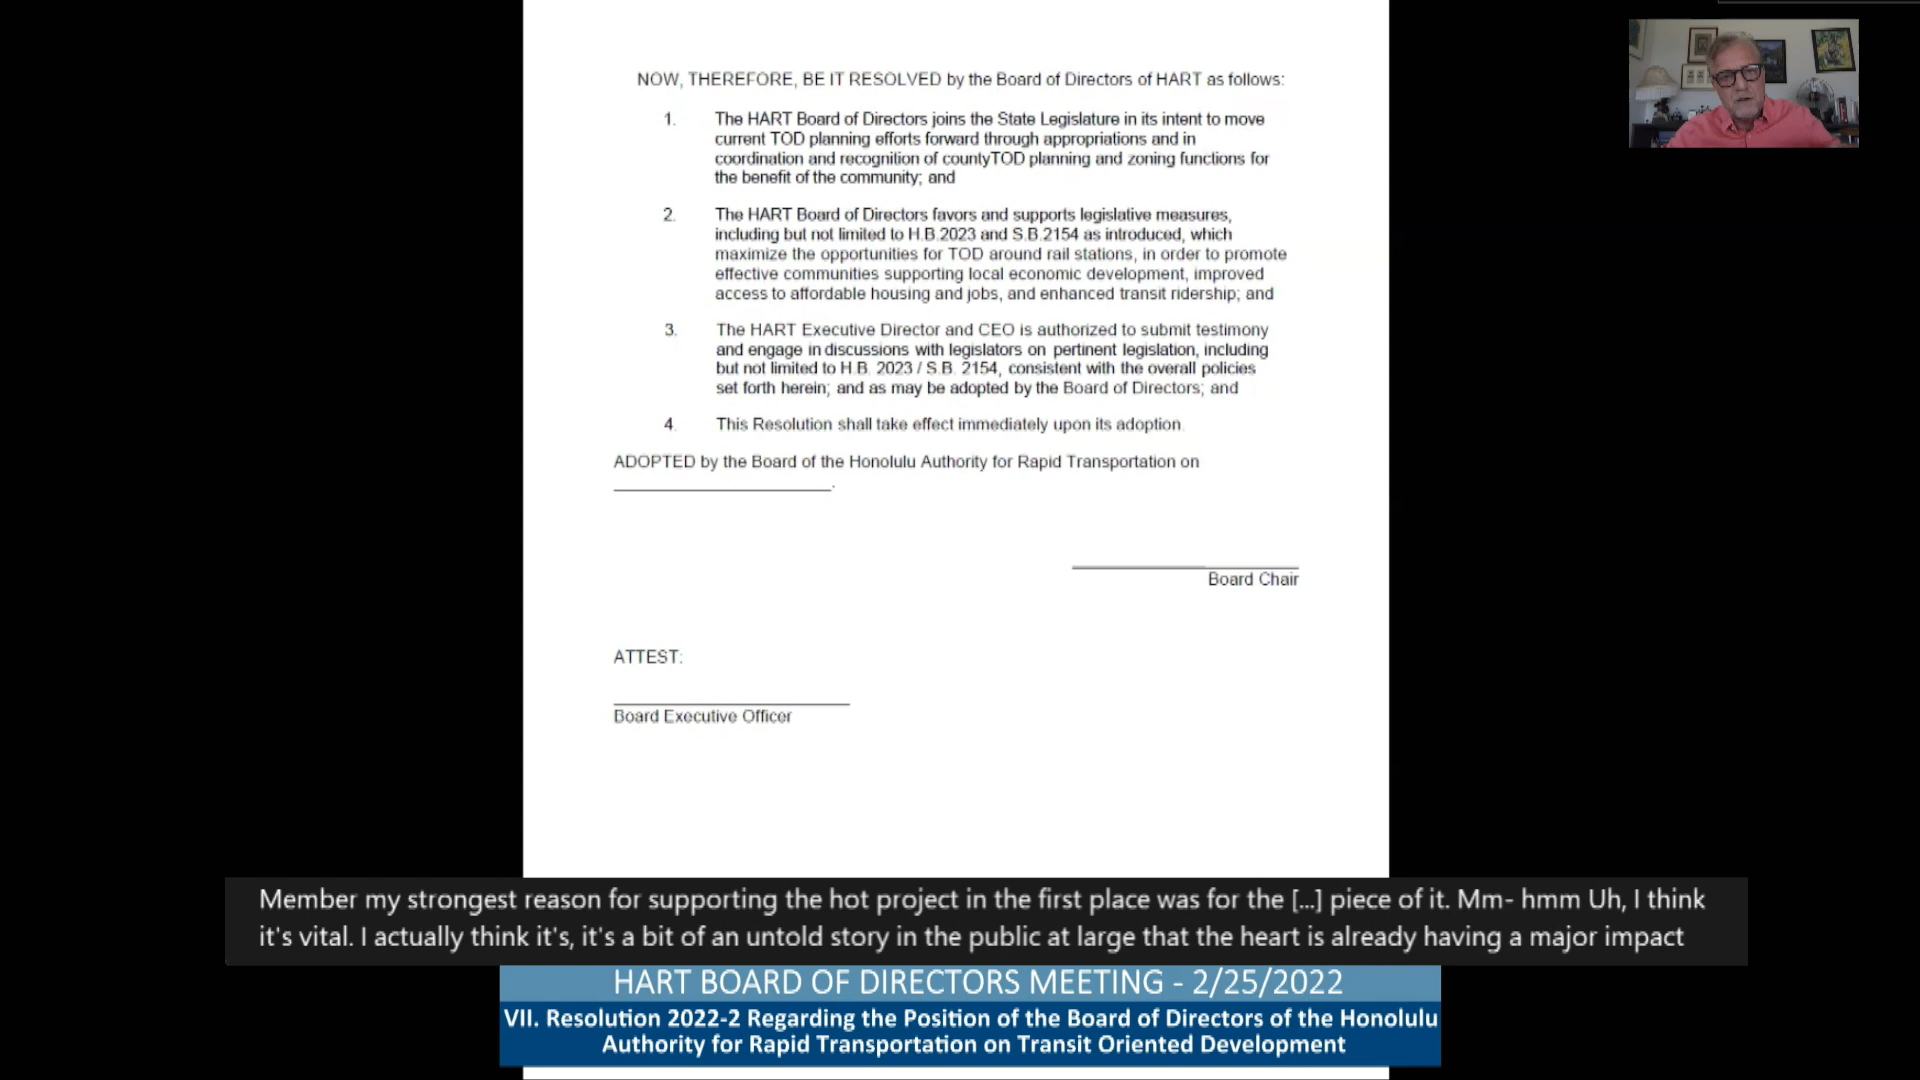 NOW, THEREFORE, BE IT RESOLVED by the Board of Directors of HART as follows:
1. The HART Board of Directors joins the State Legislature in its intent to move
current TOD planning efforts forward through appropriations and in
coordination and recognition of countyTOD planning and zoning functions for
the benefit of the community; and
2. The HART Board of Directors favors and supports legislative measures,
including but not limited to H.B.2023 and S.B.2154 as introduced, which
maximize the opportunities for TOD around rail stations, in order to promote
effective communities supporting local economic development, improved
access to affordable housing and jobs, and enhanced transit ridership; and
3. The HART Executive Director and CEO is authorized to submit testimony
and engage in discussions with legislators on pertinent legislation, including
but not limited to H.B. 2023 / S.B. 2154, consistent with the overall policies
set forth herein; and as may be adopted by the Board of Directors; and
4. This Resolution shall take effect immediately upon its adoption.
ADOPTED by the Board of the Honolulu Authority for Rapid Transportation on
.
Board Chair
ATTEST:
Board Executive Officer
Member my strongest reason for supporting the hot project in the first place was for the [...] piece of it. Mm- hmm Uh, I think
it's vital. I actually think it's, it's a bit of an untold story in the public at large that the heart is already having a major impact
HART BOARD OF DIRECTORS MEETING - 2/25/2022
VII. Resolution 2022-2 Regarding the Position of the Board of Directors of the Honolulu
Authority for Rapid Transportation on Transit Oriented Development